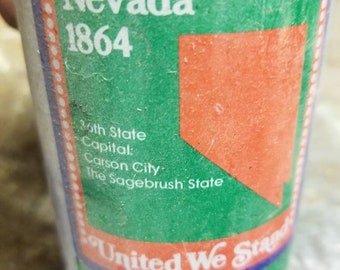 Nevada
1864
36th State
Capital:
Carson City
The Sagebrush State
United We Stand